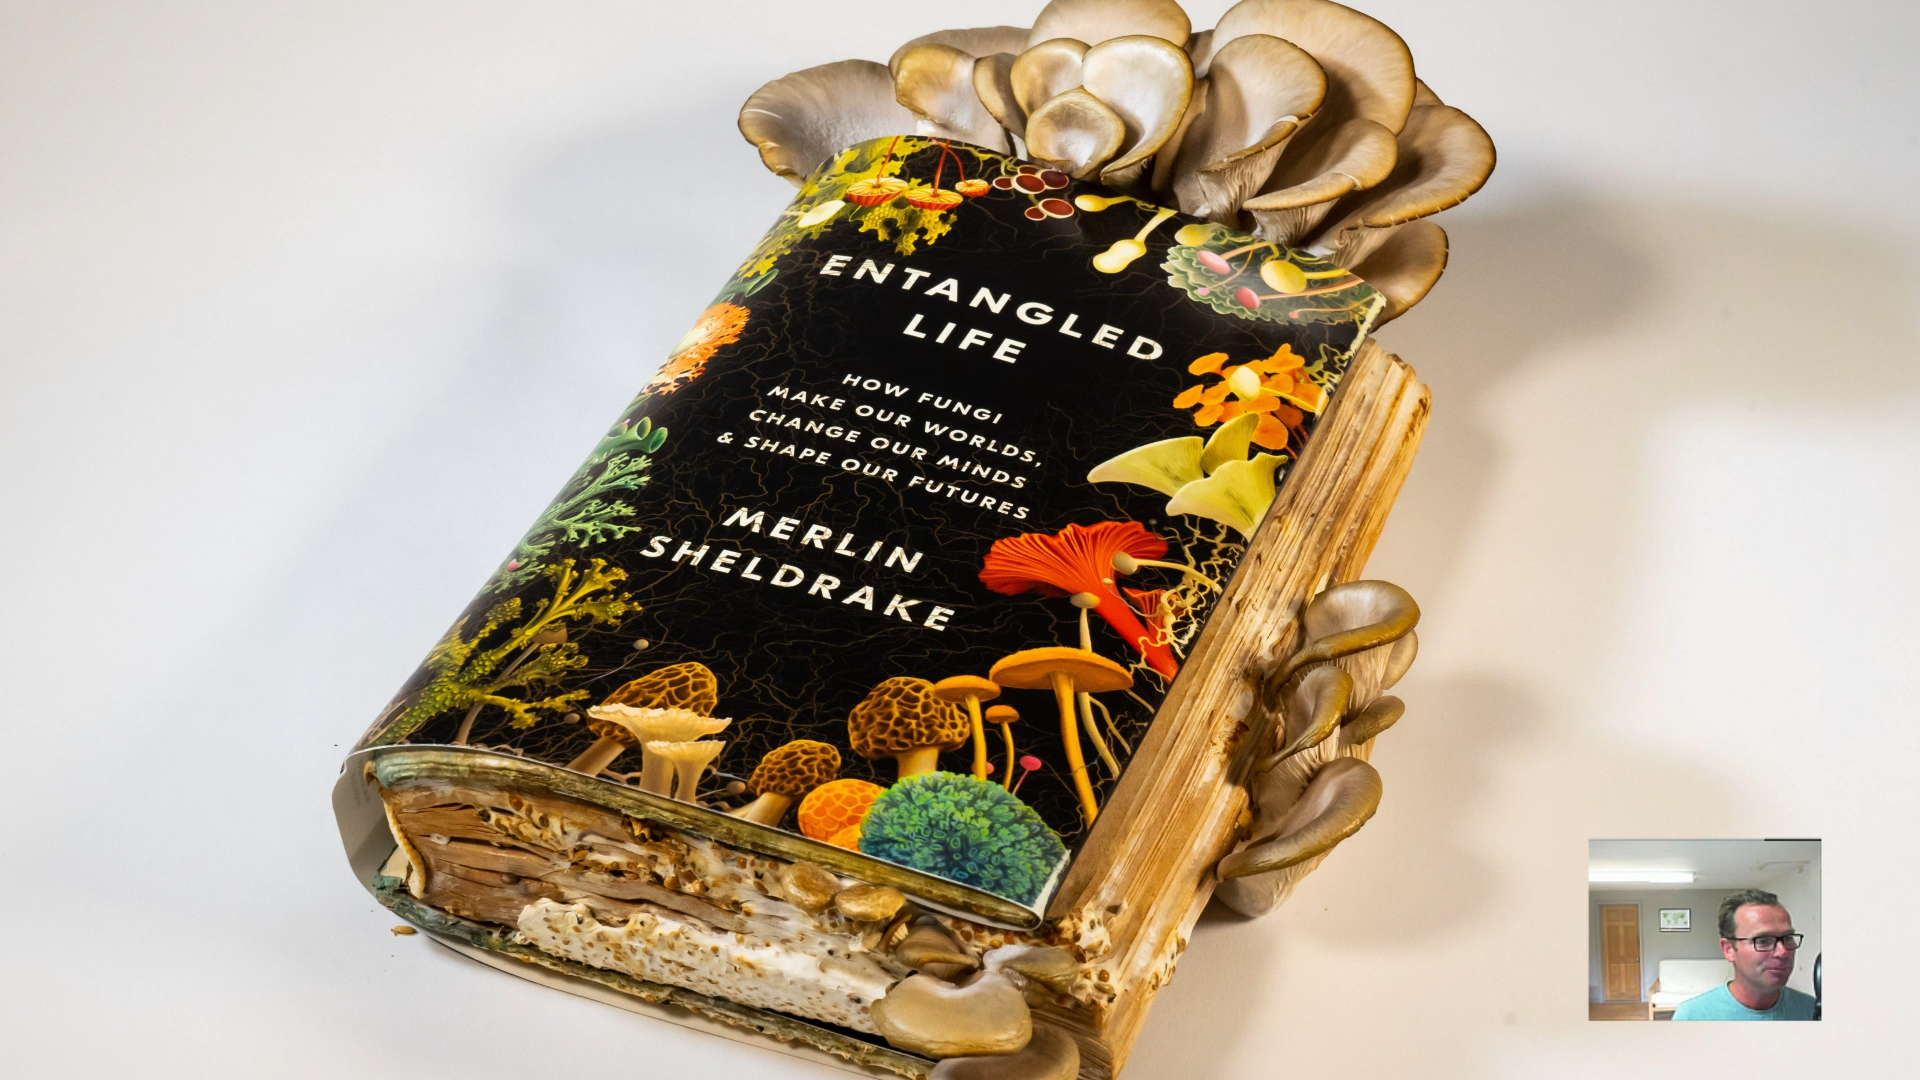 ENTANGLED
LIFE
HOW FUNGI
MAKE OUR WORLDS,
CHANGE OUR MINDS
& SHAPE OUR FUTURES
MERLIN
SHELDRAKE